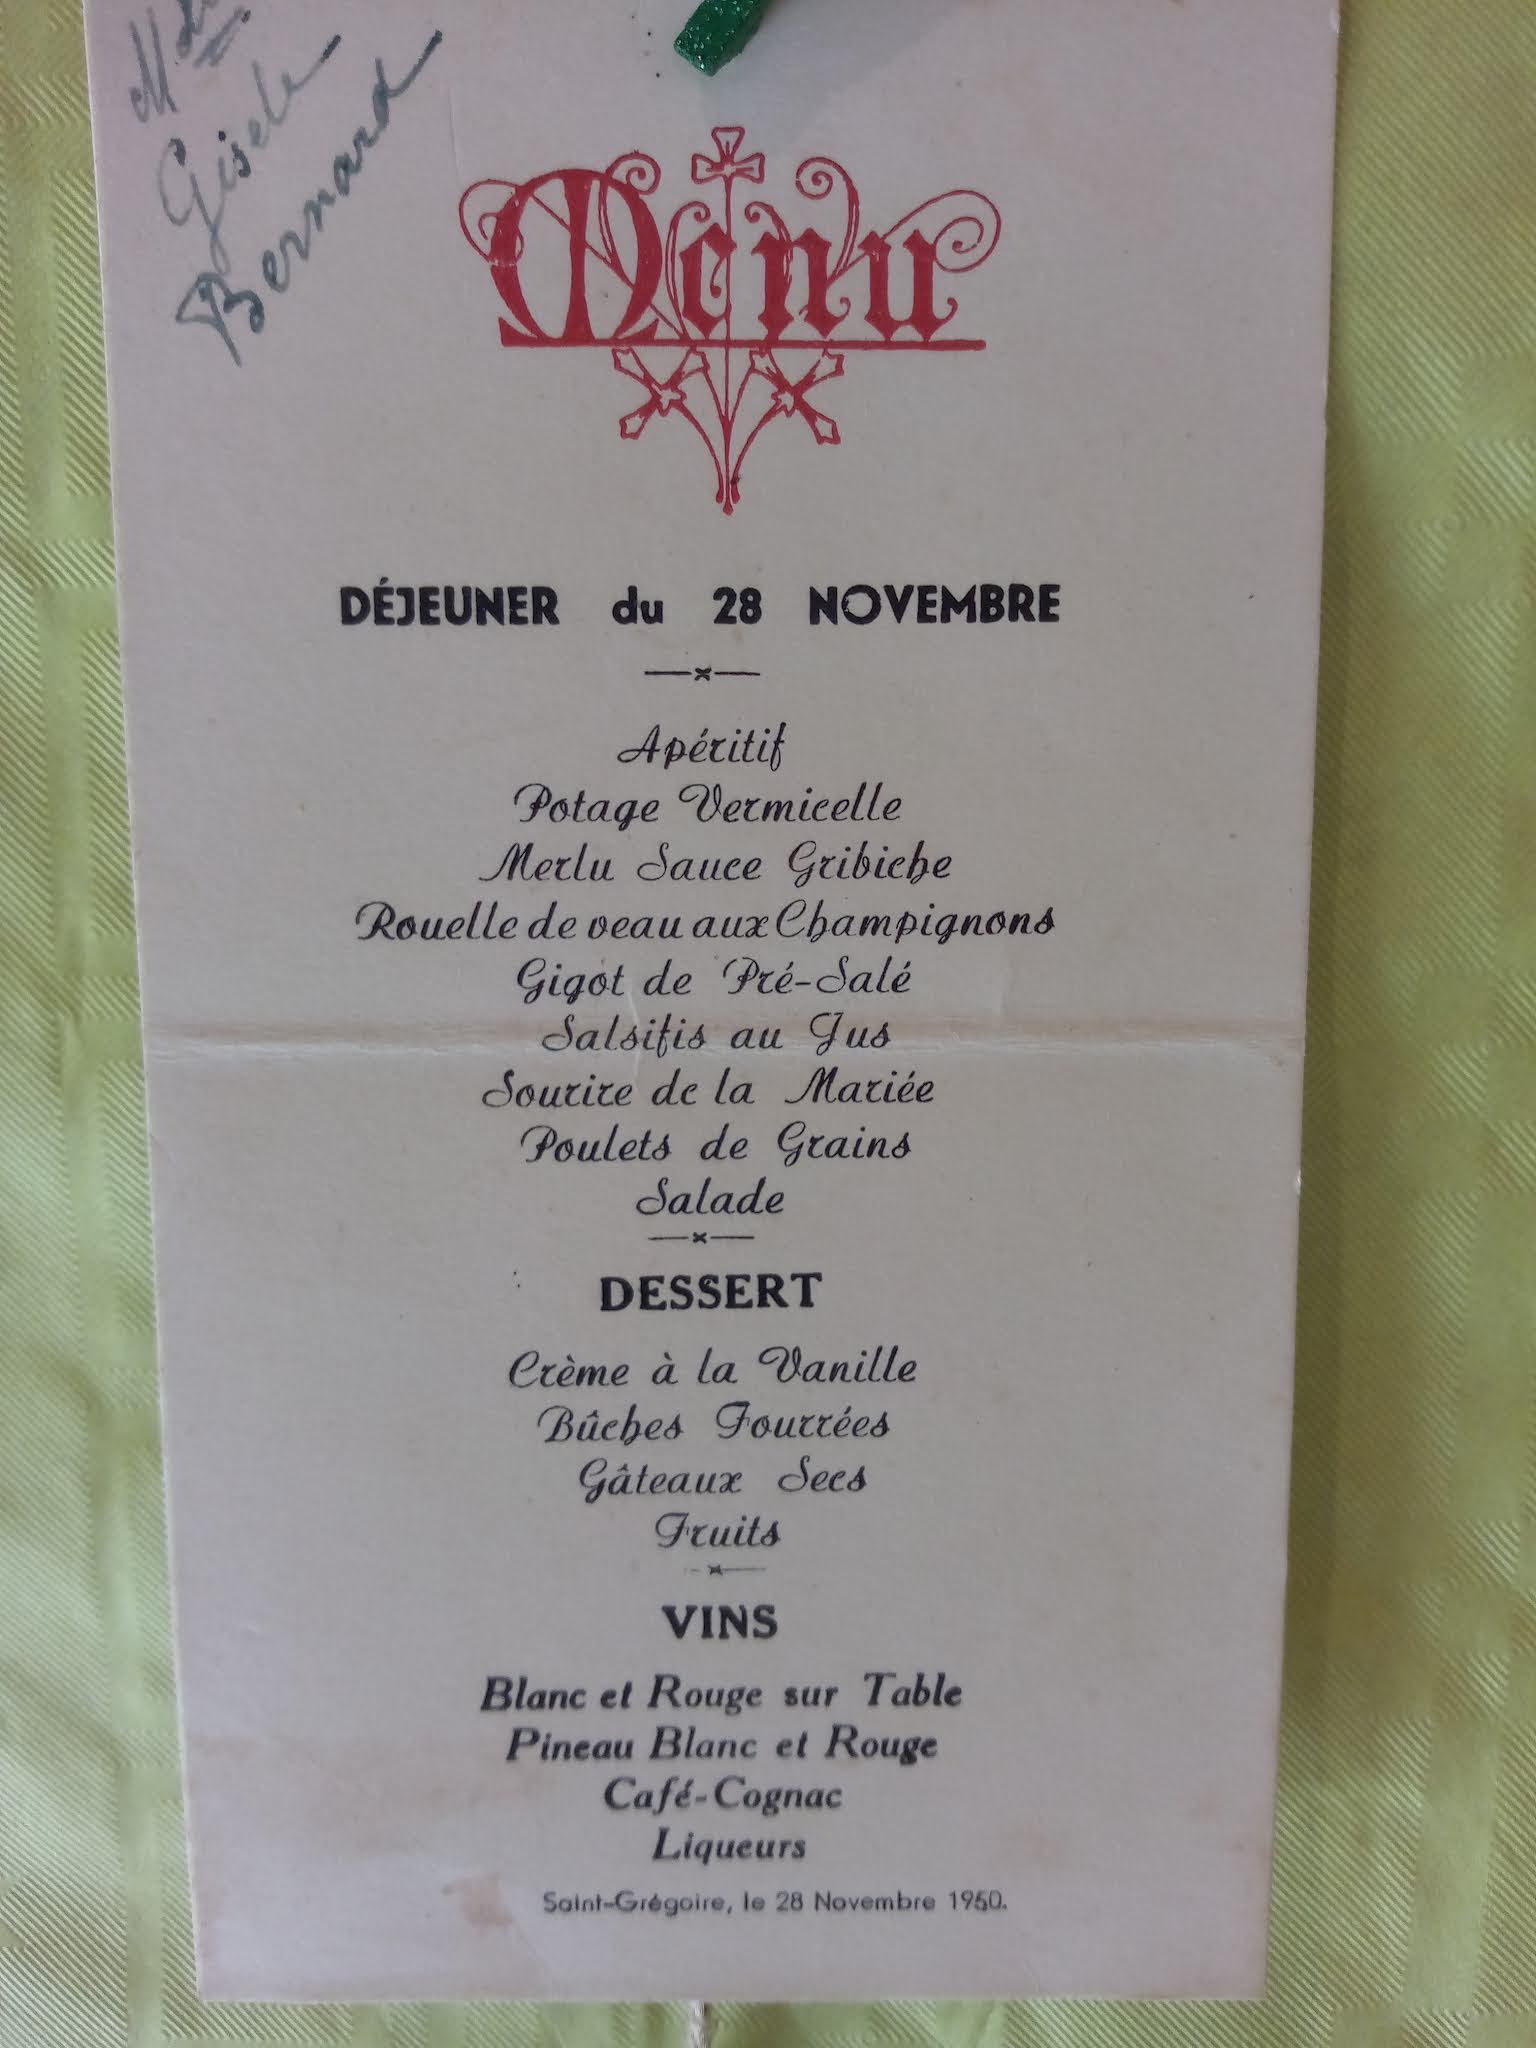 Gisele
Bernard
Menu
DÉJEUNER du 28 NOVEMBRE
Apéritif
Potage Vermicelle
Merlu Sauce Gribiche
Rouelle de veau aux Champignons
Gigot de Pré-Salé
Salsifis au Jus
Sourire de la Mariée
Poulets de Grains
Salade
DESSERT
Crème à la Vanille
Bûches Fourrées
Gâteaux Secs
Fruits
VINS
Blanc et Rouge sur Table
Pineau Blanc et Rouge
Café-Cognac
Liqueurs
Saint-Grégoire, le 28 Novembre 1950.